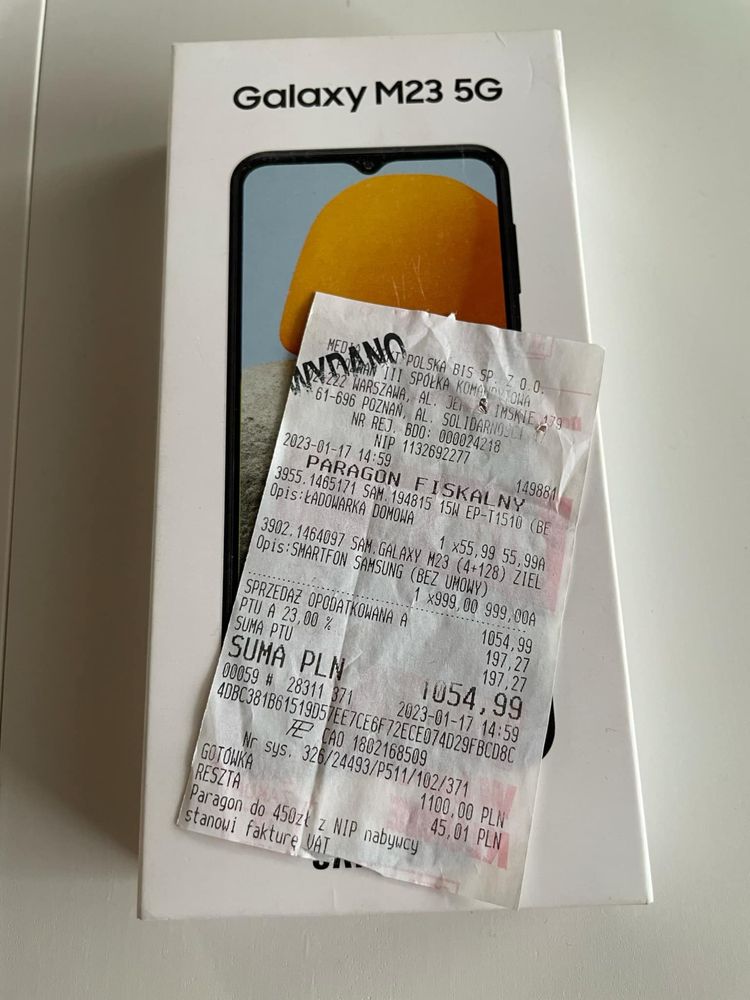 Galaxy M23 5G
WYDANO
POLSKA BIS SP. Z O.O.
III SPÓŁKA KOMANDYTOWA
222 WARSZAWA, AL. 179
61-696 POZNAŃ, AL. SOLIDARNOŚCI
NR REJ. BDO: 000024218
NIP 1132692277
2023-01-17 14:59 149881
PARAGON FISKALNY
3955.1465171 SAM.194815 15W EP-T1510 (BE
Opis:ŁADOWARKA DOMOWA
1 x55,99 55,99A
3902.1464097 SAM.GALAXY M23 (4+128) ZIEL
Opis:SMARTFON SAMSUNG (BEZ UMOWY)
1 x999,00 999,00A
SPRZEDAŻ OPODATKOWANA A 1054,99
PTU A 23,00 % 197,27
SUMA PTU 197,27
SUMA PLN 1054,99
00059 # 28311 371 2023-01-17 14:59
4DBC381B61519D57EE7CE6F72ECE074D29FBCD8C
CAO 1802168509
Nr sys. 326/24493/P511/102/371
GOTÓWKA 1100,00 PLN
RESZTA 45,01 PLN
Paragon do 450zł z NIP nabywcy
stanowi fakturę VAT